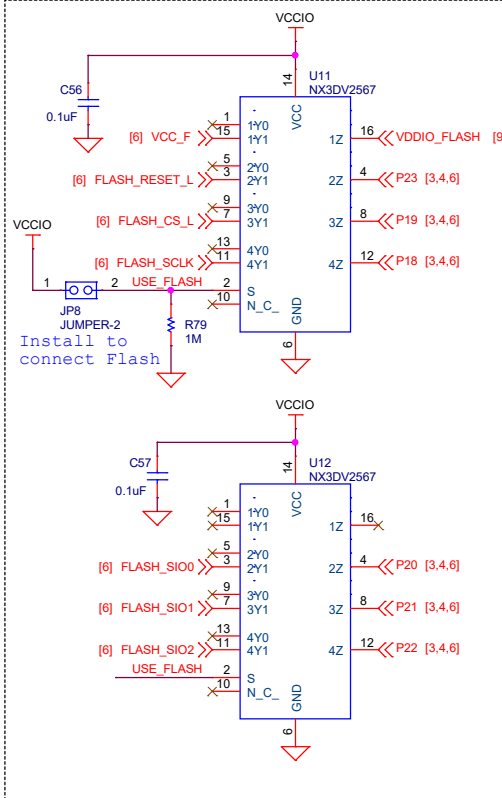 VCCIO
C56
0.1uF
14
U11
NX3DV2567
VCC
1
1Y0
15
1Y1
[6] VCC_F
1Z
16
VDDIO_FLASH [9
5
2Y0
3
2Y1
[6] FLASH_RESET_L
2Z
4
P23 [3,4,6]
9
3Y0
7
3Y1
[6] FLASH_CS_L
3Z
8
P19 [3,4,6]
13
4Y0
11
4Y1
[6] FLASH_SCLK
4Z
12
P18 [3,4,6]
VCCIO
1
2
USE_FLASH
2
S
10
N_C_
GND
6
JP8
JUMPER-2
R79
1M
Install to
connect Flash
VCCIO
C57
0.1uF
14
U12
NX3DV2567
VCC
1
1Y0
15
1Y1
1Z
16
5
2Y0
3
2Y1
[6] FLASH_SIO0
2Z
4
P20 [3,4,6]
9
3Y0
7
3Y1
[6] FLASH_SIO1
3Z
8
P21 [3,4,6]
13
4Y0
11
4Y1
[6] FLASH_SIO2
4Z
12
P22 [3,4,6]
USE_FLASH
2
S
10
N_C_
GND
6